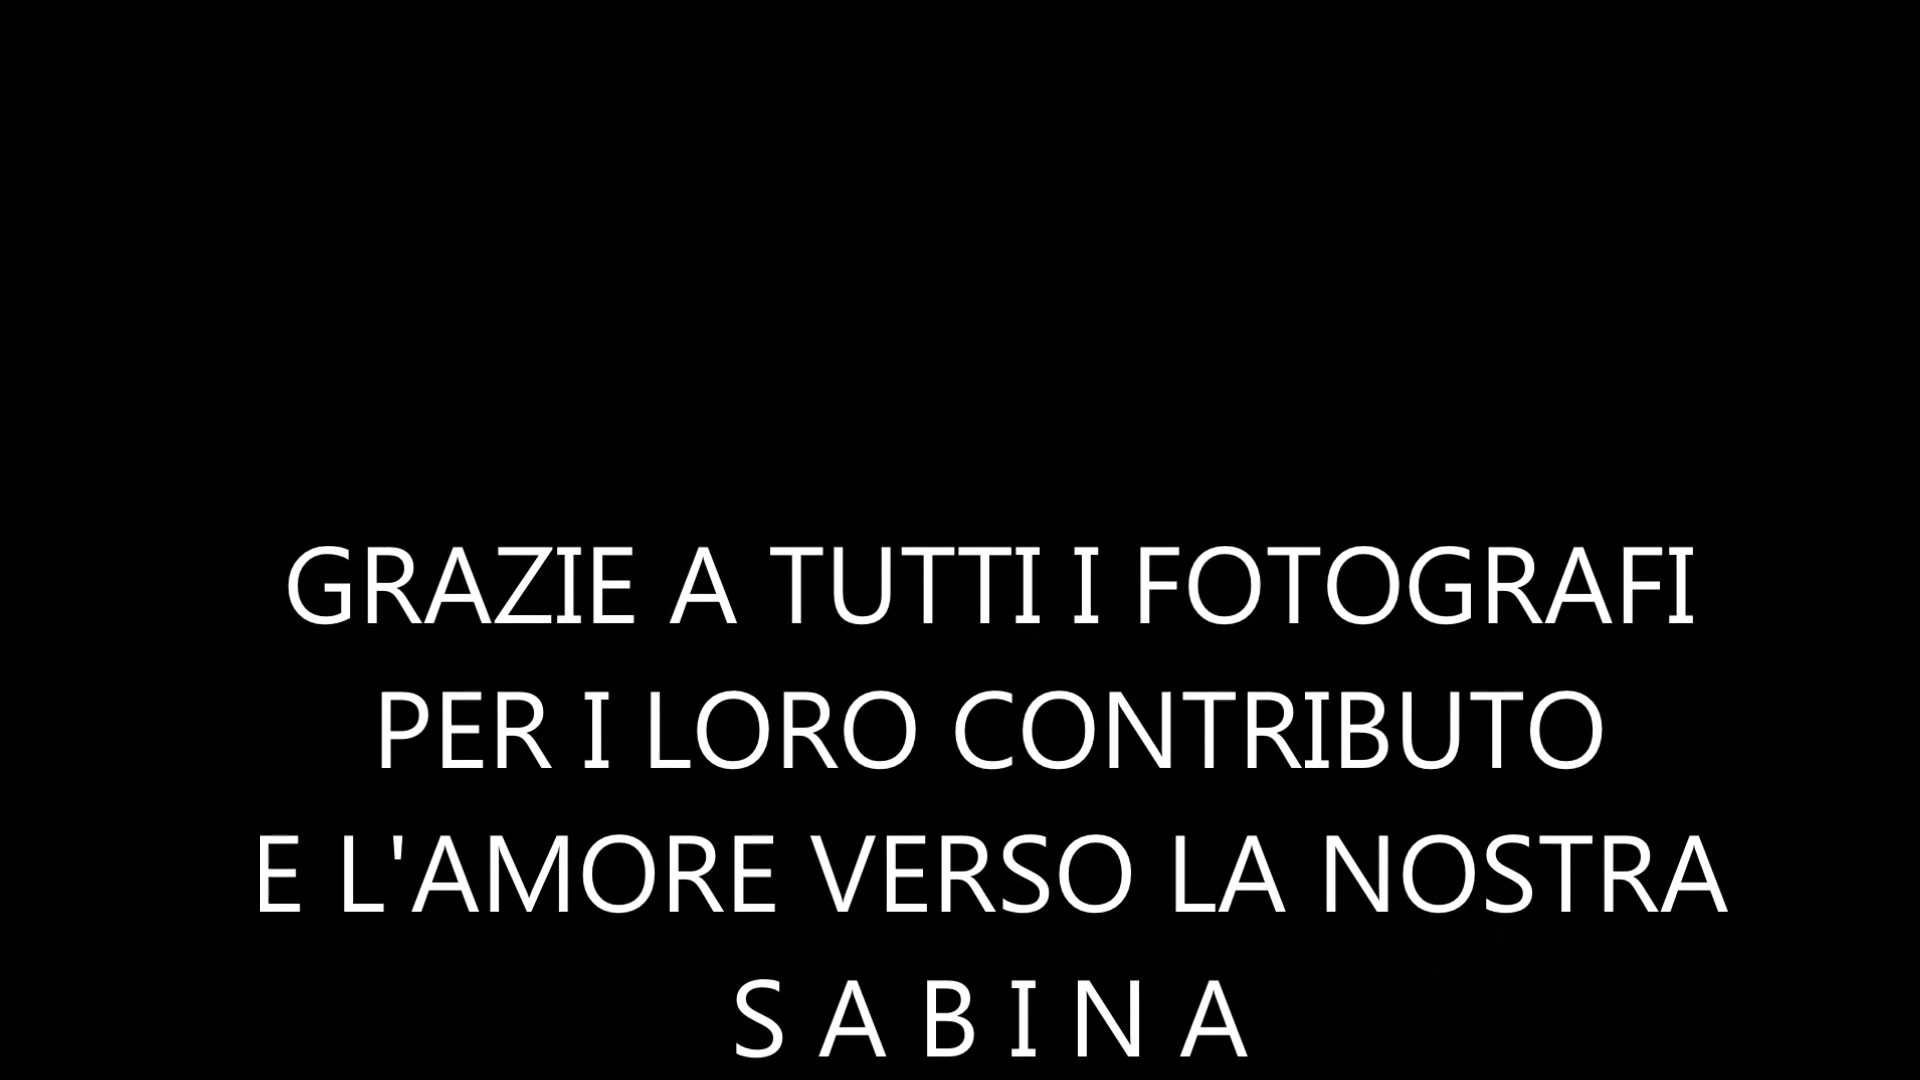 GRAZIE A TUTTI I FOTOGRAFI
PER I LORO CONTRIBUTO
E L'AMORE VERSO LA NOSTRA
S A B I N A